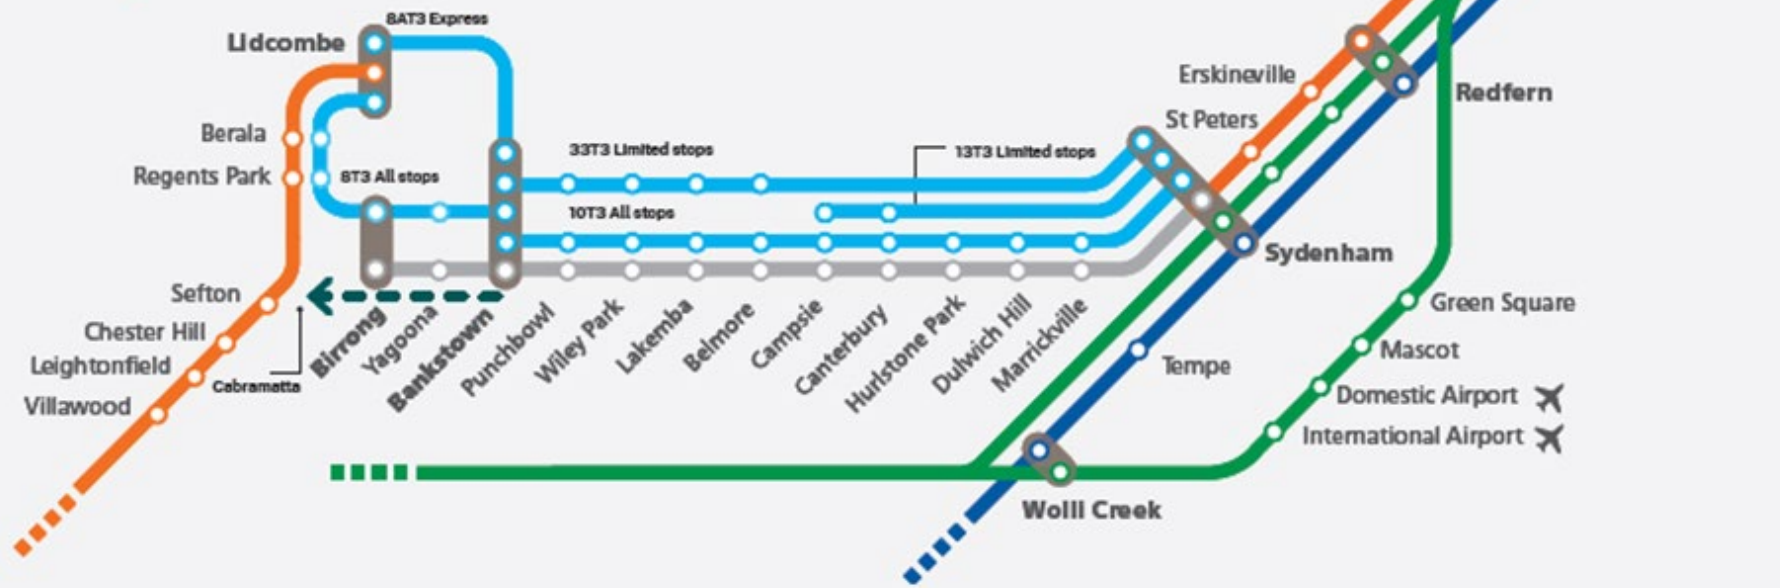 8AT3 Express
Lidcombe
Erskineville
Redfern
St Peters
Berala
33T3 Limited stops
13T3 Limited stops
Regents Park
8T3 All stops
10T3 All stops
Sydenham
Sefton
Green Square
Chester Hill
Mascot
Leightonfield
Cabramatta
Villawood
Birrong
Yagoona
Bankstown
Punchbowl
Wiley Park
Lakemba
Belmore
Campsie
Canterbury
Hurlstone Park
Dulwich Hill
Marrickville
Tempe
Domestic Airport
International Airport
Wolli Creek